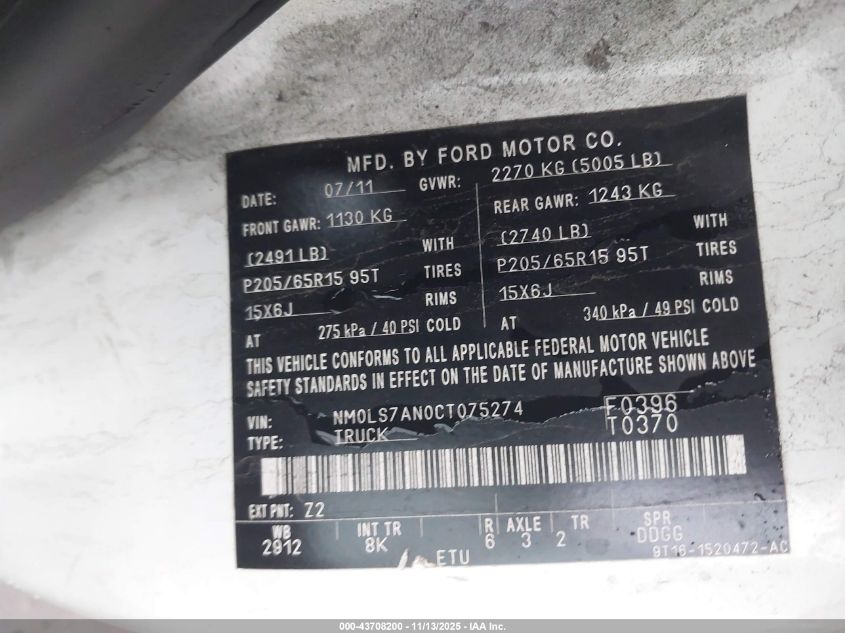 MFD. BY FORD MOTOR CO.
DATE: 07/11 GVWR: 2270 KG (5005 LB)
FRONT GAWR: 1130 KG REAR GAWR: 1243 KG
(2491 LB) WITH (2740 LB) WITH
P205/65R15 95T TIRES P205/65R15 95T TIRES
15X6J RIMS 15X6J RIMS
AT 275 kPa / 40 PSI COLD AT 340 kPa / 49 PSI COLD
THIS VEHICLE CONFORMS TO ALL APPLICABLE FEDERAL MOTOR VEHICLE
SAFETY STANDARDS IN EFFECT ON THE DATE OF MANUFACTURE SHOWN ABOVE
VIN: NM0LS7AN0CT075274 F0396
TYPE: TRUCK T0370
EXT PNT: Z2
WB INT TR R AXLE TR SPR
2912 8K 6 3 2 DDGG
ETU 9T16-1520472-AC
000-43708200 - 11/13/2025 - IAA Inc.